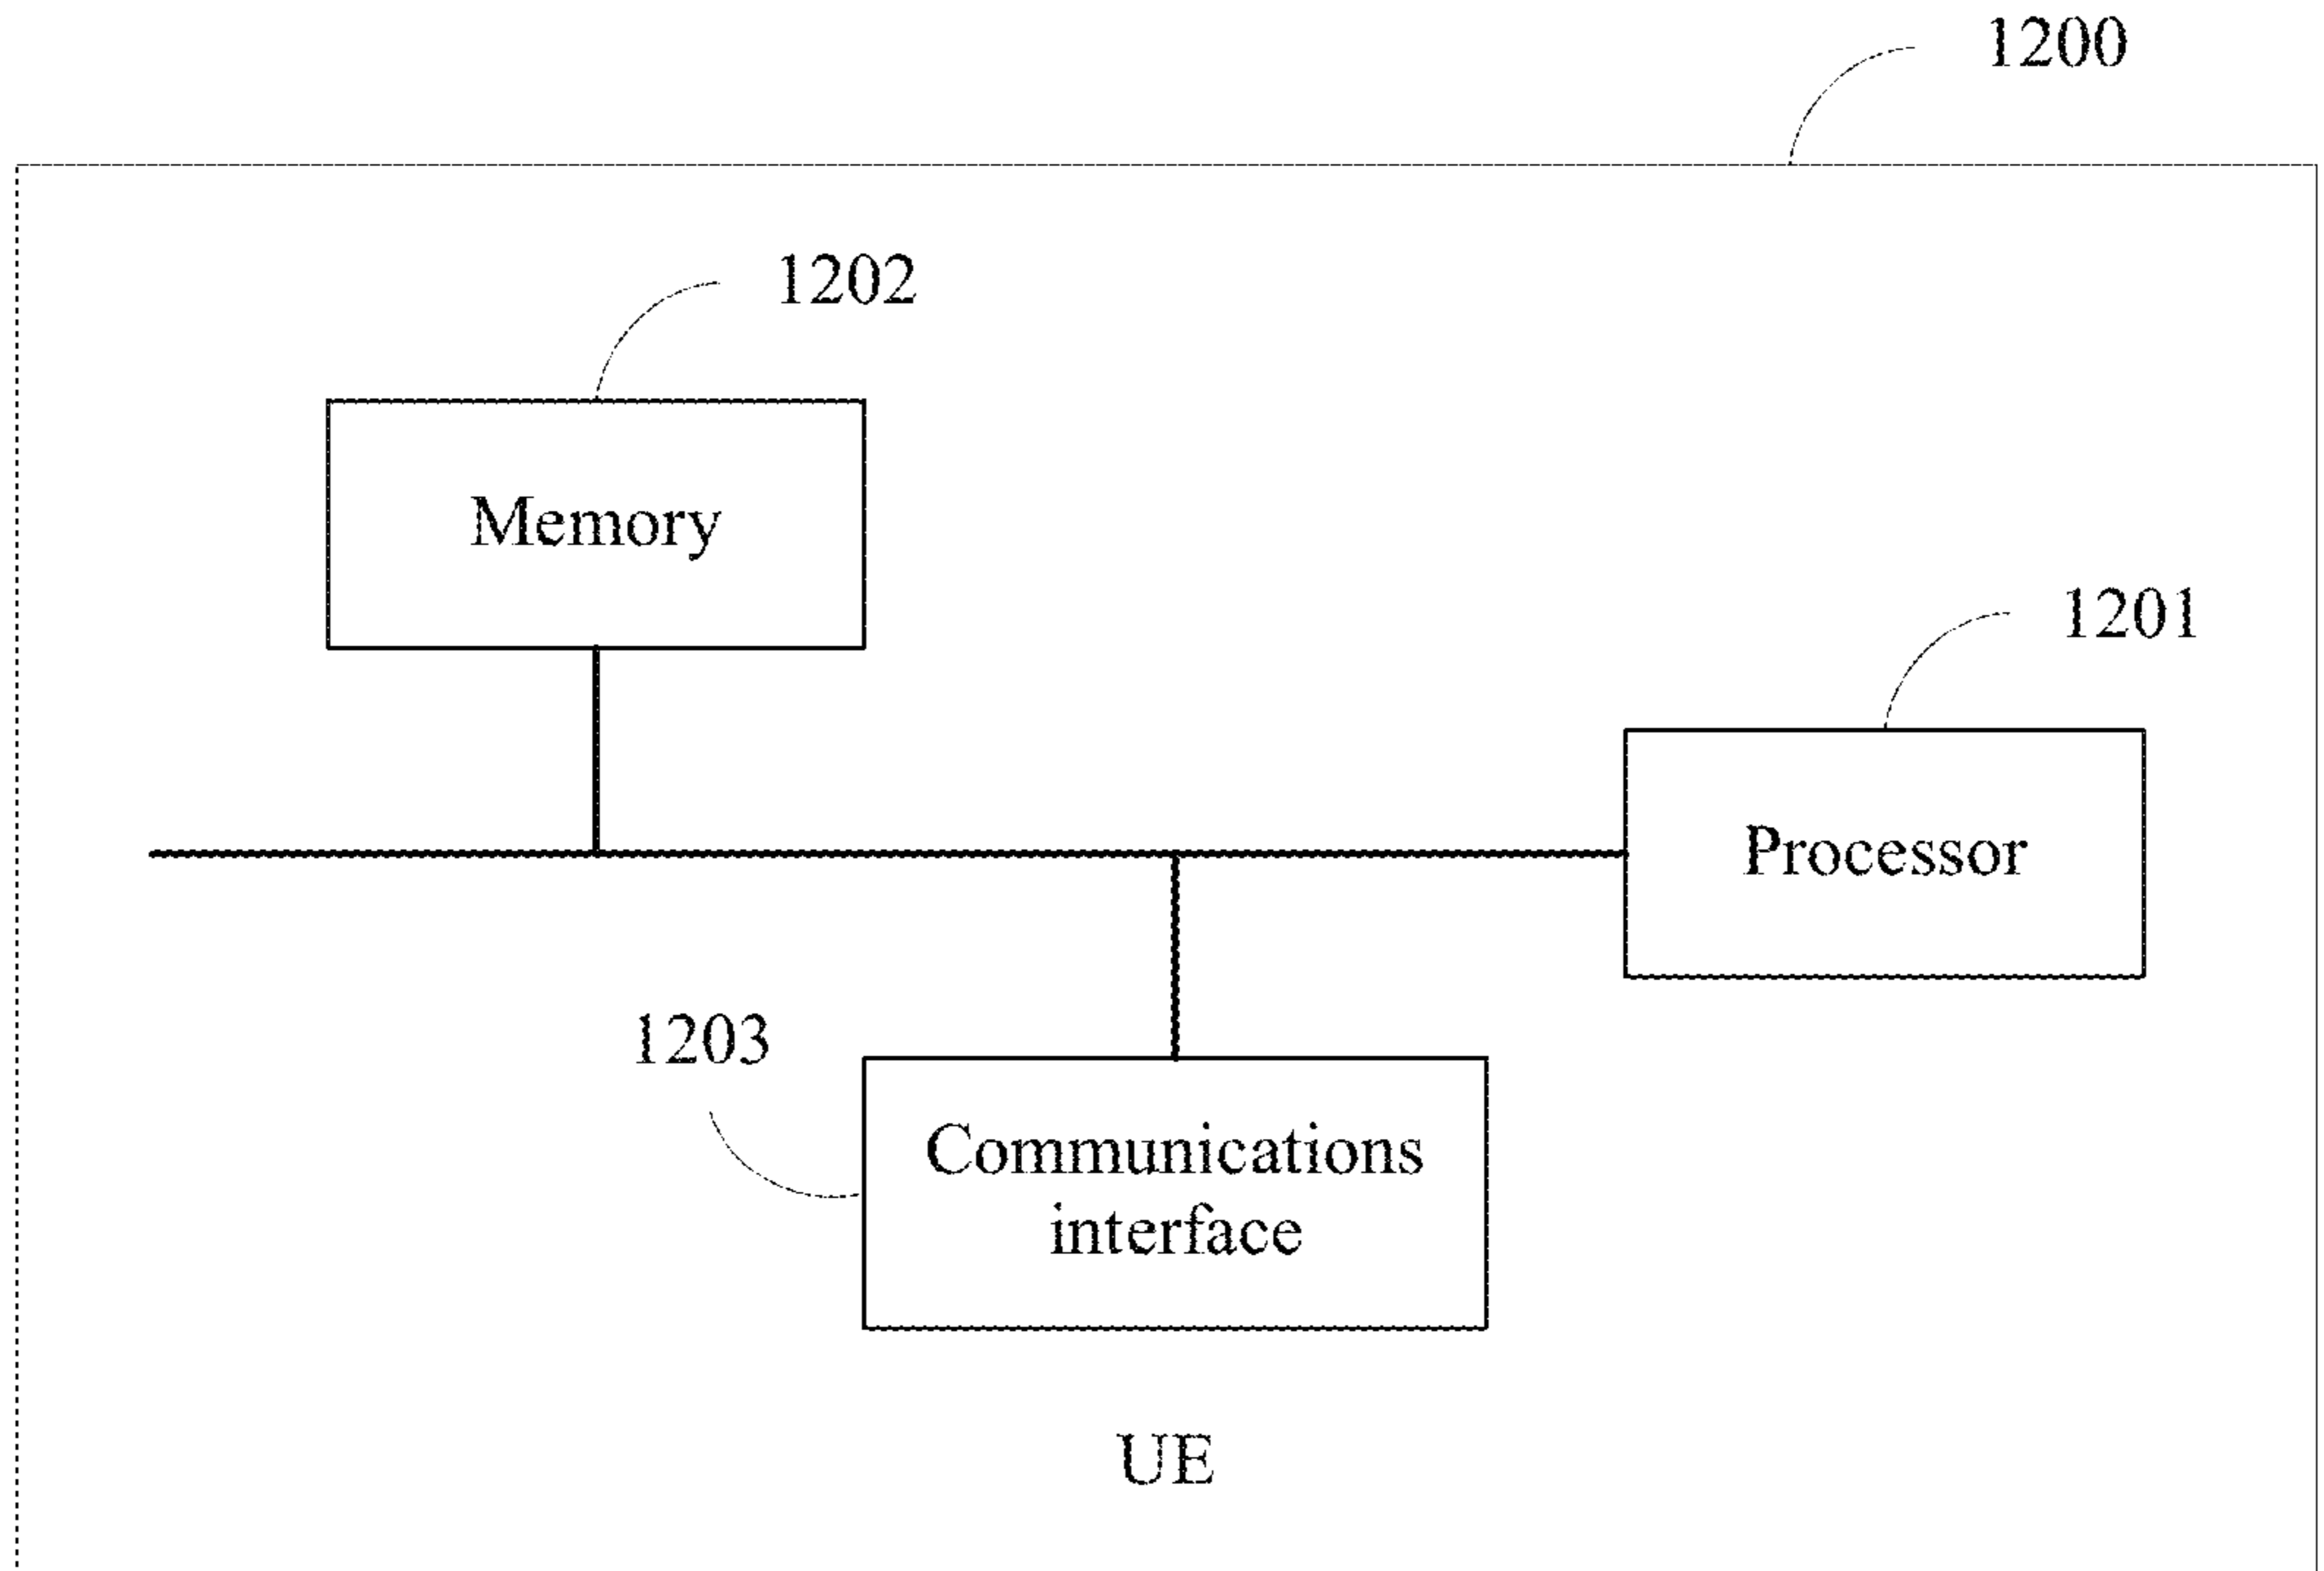 1200
1202
Memory
1201
Processor
1203
Communications
interface
UE